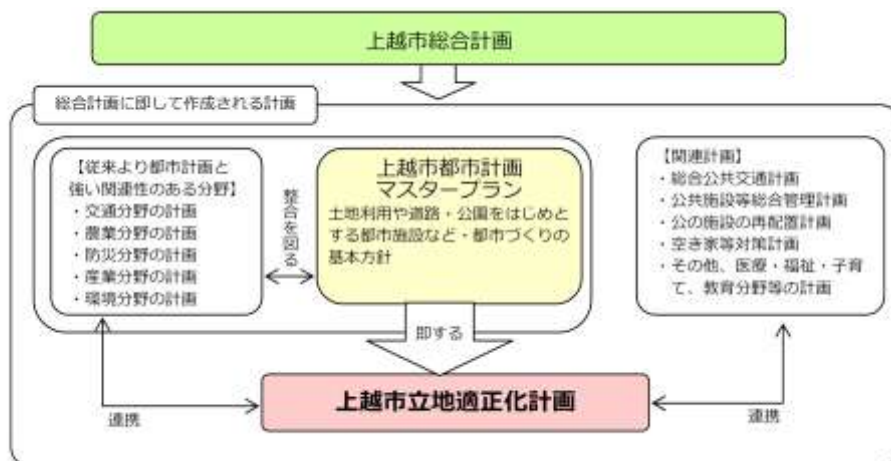 上越市総合計画
総合計画に即して作成される計画
【従来より都市計画と
強い関連性のある分野】
・交通分野の計画
・農業分野の計画
・防災分野の計画
・産業分野の計画
・環境分野の計画
整合を図る
上越市都市計画
マスタープラン
土地利用や道路・公園をはじめと
する都市施設など・都市づくりの
基本方針
【関連計画】
・総合公共交通計画
・公共施設等総合管理計画
・公の施設の再配置計画
・空き家等対策計画
・その他、医療・福祉・子育
て、教育分野等の計画
即する
上越市立地適正化計画
連携
連携